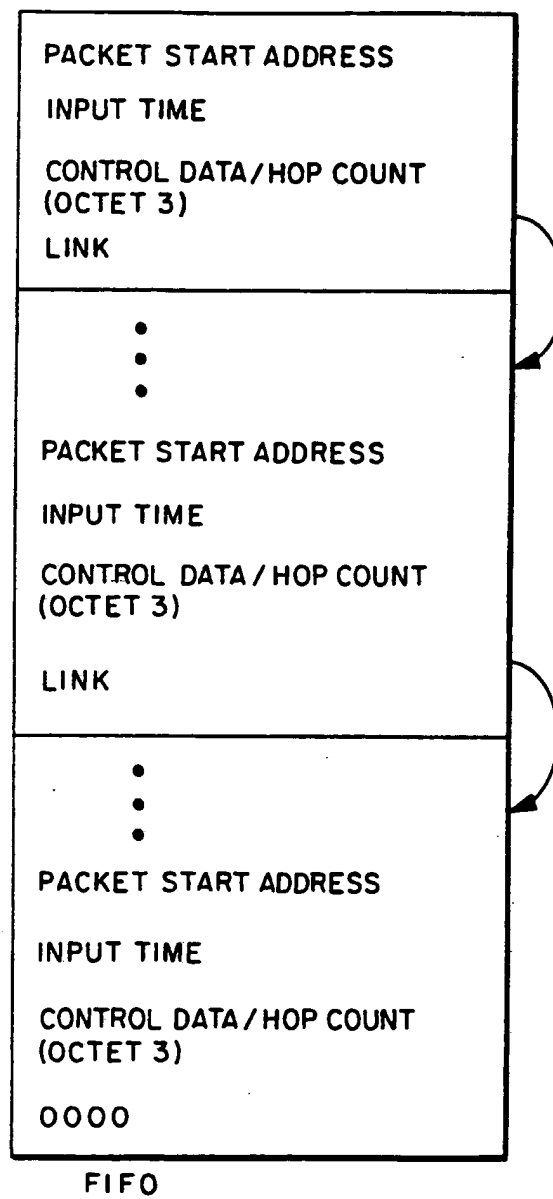 PACKET START ADDRESS
INPUT TIME
CONTROL DATA/HOP COUNT
(OCTET 3)
LINK
PACKET START ADDRESS
INPUT TIME
CONTROL DATA/HOP COUNT
(OCTET 3)
LINK
PACKET START ADDRESS
INPUT TIME
CONTROL DATA/HOP COUNT
(OCTET 3)
0000
FIFO